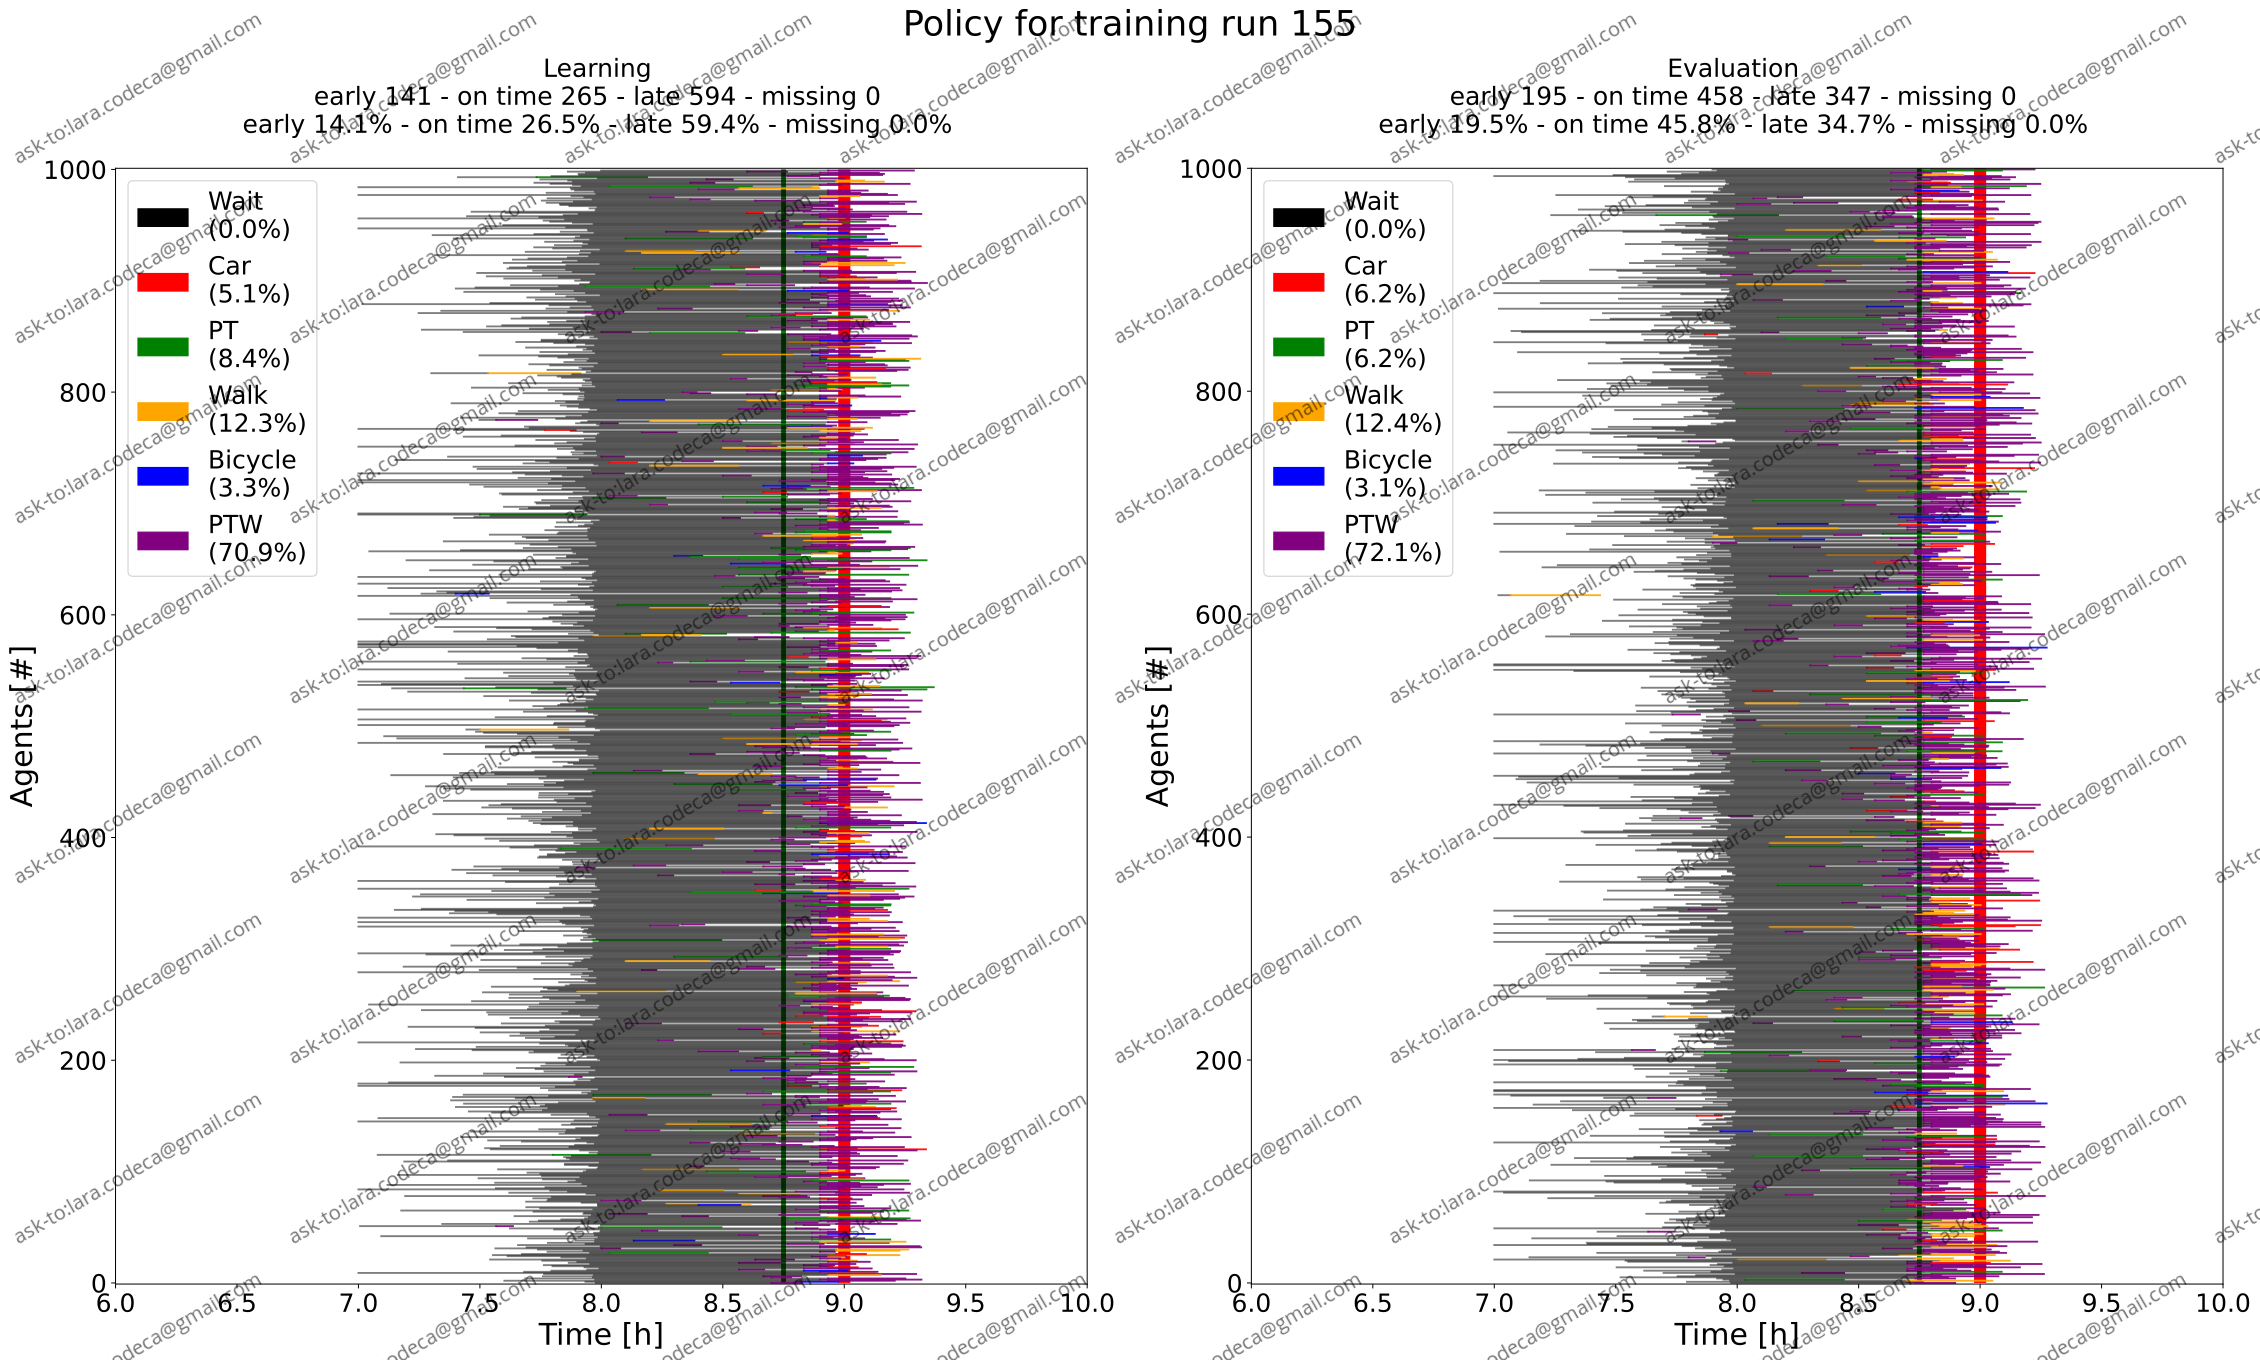 Policy for training run 155
Learning
early 141 - on time 265 - late 594 - missing 0
early 14.1% - on time 26.5% - late 59.4% - missing 0.0%
1000
800
600
400
200
0
Agents [#]
Wait
(0.0%)
Car
(5.1%)
PT
(8.4%)
Walk
(12.3%)
Bicycle
(3.3%)
PTW
(70.9%)
6.0 6.5 7.0 7.5 8.0 8.5 9.0 9.5 10.0
Time [h]
Evaluation
early 195 - on time 458 - late 347 - missing 0
early 19.5% - on time 45.8% - late 34.7% - missing 0.0%
1000
800
600
400
200
0
Agents [#]
Wait
(0.0%)
Car
(6.2%)
PT
(6.2%)
Walk
(12.4%)
Bicycle
(3.1%)
PTW
(72.1%)
6.0 6.5 7.0 7.5 8.0 8.5 9.0 9.5 10.0
Time [h]
ask-to:lara.codeca@gmail.com